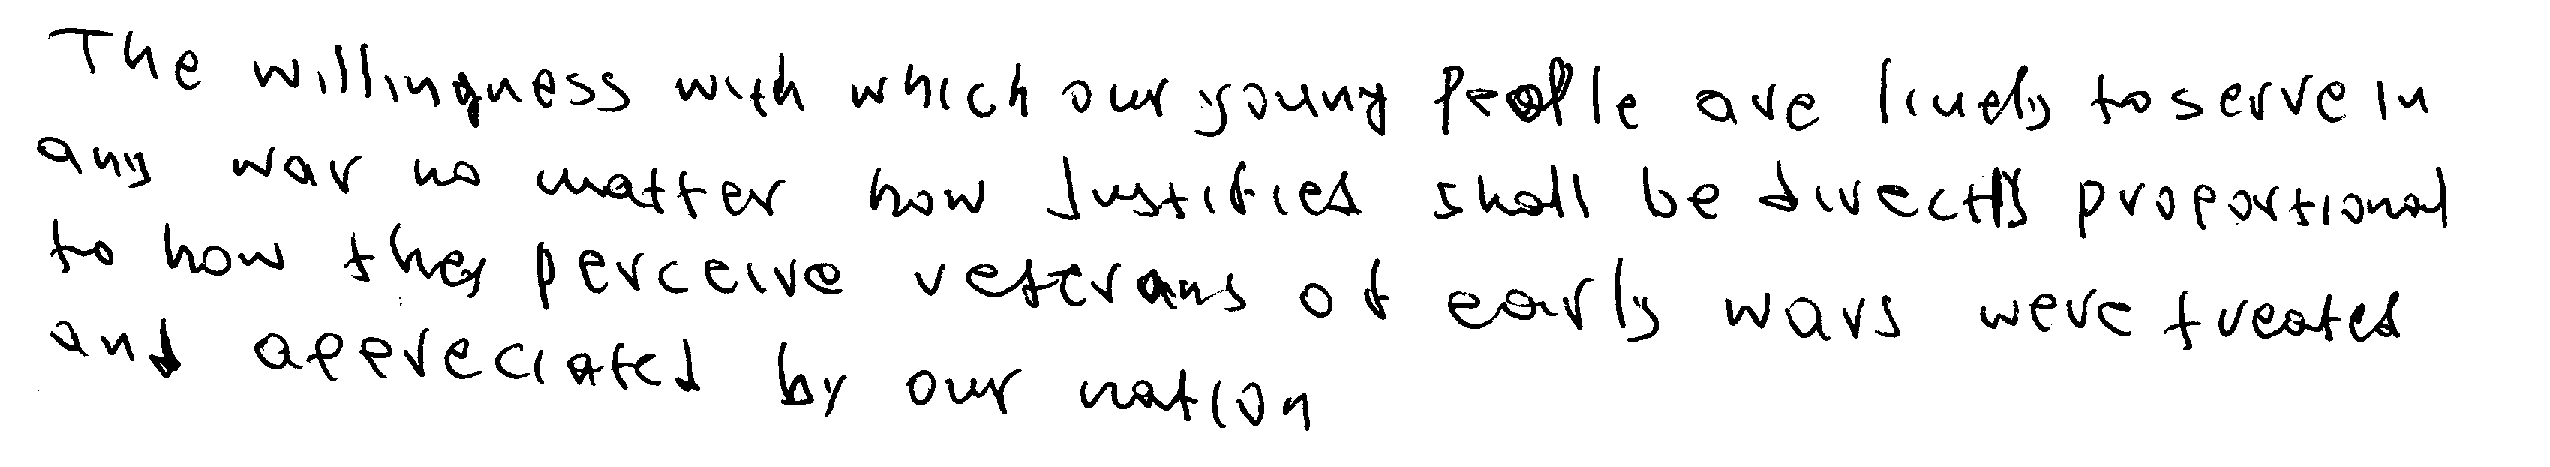 The willingness with which our young people are likely to serve in
any war no matter how Justified shall be directly proportional
to how they perceive veterans of early wars were treated
and appreciated by our nation